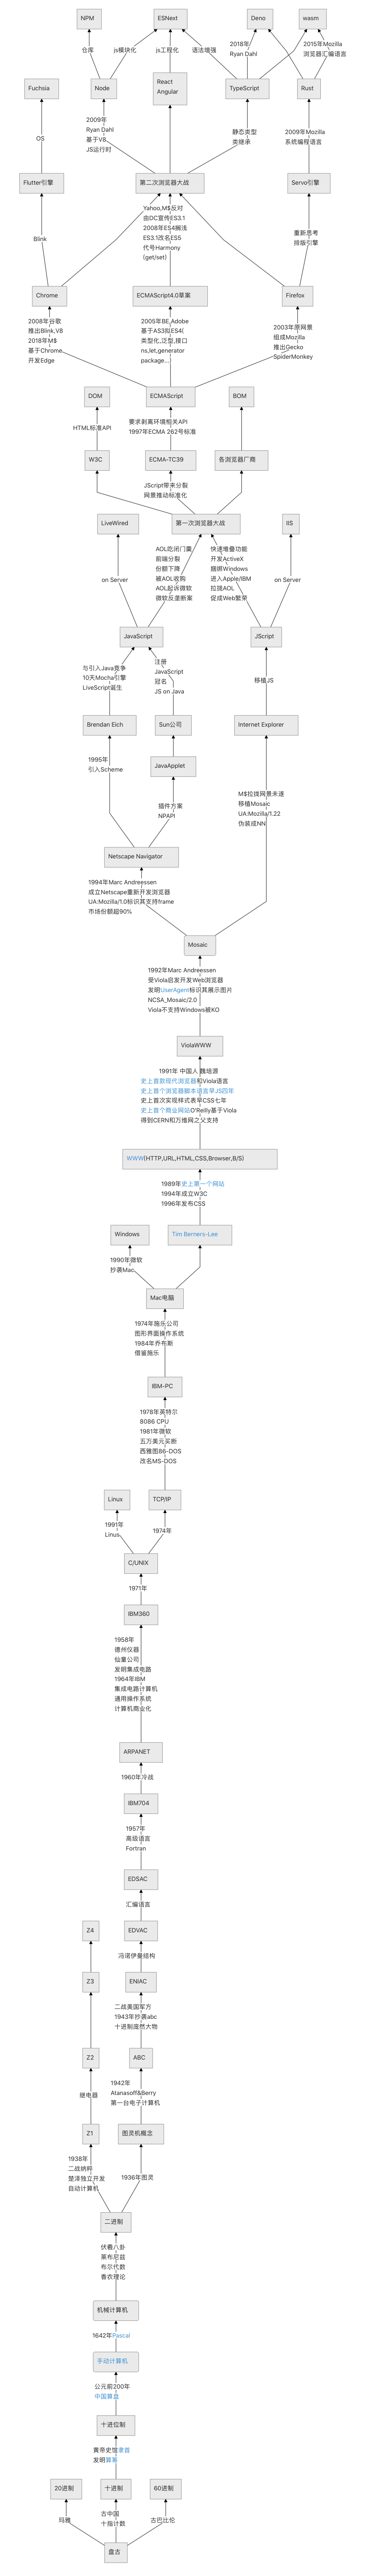 NPM
ESNext
Deno
wasm
仓库
js模块化
js工程化
语法增强
2018年
Ryan Dahl
2015年Mozilla
浏览器汇编语言
Fuchsia
Node
React
Angular
TypeScript
Rust
OS
2009年
Ryan Dahl
基于V8
JS运行时
静态类型
类继承
2009年Mozilla
系统编程语言
Flutter引擎
第二次浏览器大战
Servo引擎
Blink
Yahoo,M$反对
由DC宣传ES3.1
2008年ES4搁浅
ES3.1改名ES5
代号Harmony
(get/set)
重新思考
排版引擎
Chrome
ECMAScript4.0草案
Firefox
2008年谷歌
推出Blink,V8
2018年M$
基于Chrome
开发Edge
2005年BE,Adobe
基于AS3拟ES4(
类型化,泛型,接口
ns,let,generator
package...)
2003年原网景
组成Mozilla
推出Gecko
SpiderMonkey
DOM
ECMAScript
BOM
HTML标准API
要求剥离环境相关API
1997年ECMA 262号标准
W3C
ECMA-TC39
各浏览器厂商
JScript带来分裂
网景推动标准化
LiveWired
第一次浏览器大战
IIS
on Server
AOL吃闭门羹
前端分裂
份额下降
被AOL收购
AOL起诉微软
微软反垄断案
快速堆叠功能
开发ActiveX
捆绑Windows
进入Apple/IBM
拉拢AOL
促成Web繁荣
on Server
JavaScript
JScript
与引入Java竞争
10天Mocha引擎
LiveScript诞生
注册
JavaScript
冠名
JS on Java
移植JS
Brendan Eich
Sun公司
Internet Explorer
1995年
引入Scheme
JavaApplet
插件方案
NPAPI
M$拉拢网景未遂
移植Mosaic
UA:Mozilla/1.22
伪装成NN
Netscape Navigator
1994年Marc Andreessen
成立Netscape重新开发浏览器
UA:Mozilla/1.0标识其支持frame
市场份额超90%
Mosaic
1992年Marc Andreessen
受Viola启发开发Web浏览器
发明UserAgent标识其展示图片
NCSA_Mosaic/2.0
Viola不支持Windows被KO
ViolaWWW
1991年 中国人 魏培源
史上首款现代浏览器和Viola语言
史上首个浏览器脚本语言早JS四年
史上首次实现样式表早CSS七年
史上首个商业网站O'Reilly基于Viola
得到CERN和万维网之父支持
WWW(HTTP,URL,HTML,CSS,Browser,B/S)
1989年史上第一个网站
1994年成立W3C
1996年发布CSS
Windows
Tim Berners-Lee
1990年微软
抄袭Mac
Mac电脑
1974年施乐公司
图形界面操作系统
1984年乔布斯
借鉴施乐
IBM-PC
1978年英特尔
8086 CPU
1981年微软
五万美元买断
西雅图86-DOS
改名MS-DOS
Linux
TCP/IP
1991年
Linus
1974年
C/UNIX
1971年
IBM360
1958年
德州仪器
仙童公司
发明集成电路
1964年IBM
集成电路计算机
通用操作系统
计算机商业化
ARPANET
1960年冷战
IBM704
1957年
高级语言
Fortran
EDSAC
汇编语言
Z4
EDVAC
冯诺伊曼结构
Z3
ENIAC
二战美国军方
1943年抄袭abc
十进制庞然大物
Z2
ABC
继电器
1942年
Atanasoff&Berry
第一台电子计算机
Z1
图灵机概念
1938年
二战纳粹
楚泽独立开发
自动计算机
1936年图灵
二进制
伏羲八卦
莱布尼兹
布尔代数
香农理论
机械计算机
1642年Pascal
手动计算机
公元前200年
中国算盘
十进位制
黄帝史官隶首
发明算筹
20进制
十进制
60进制
玛雅
古中国
十指计数
古巴比伦
盘古